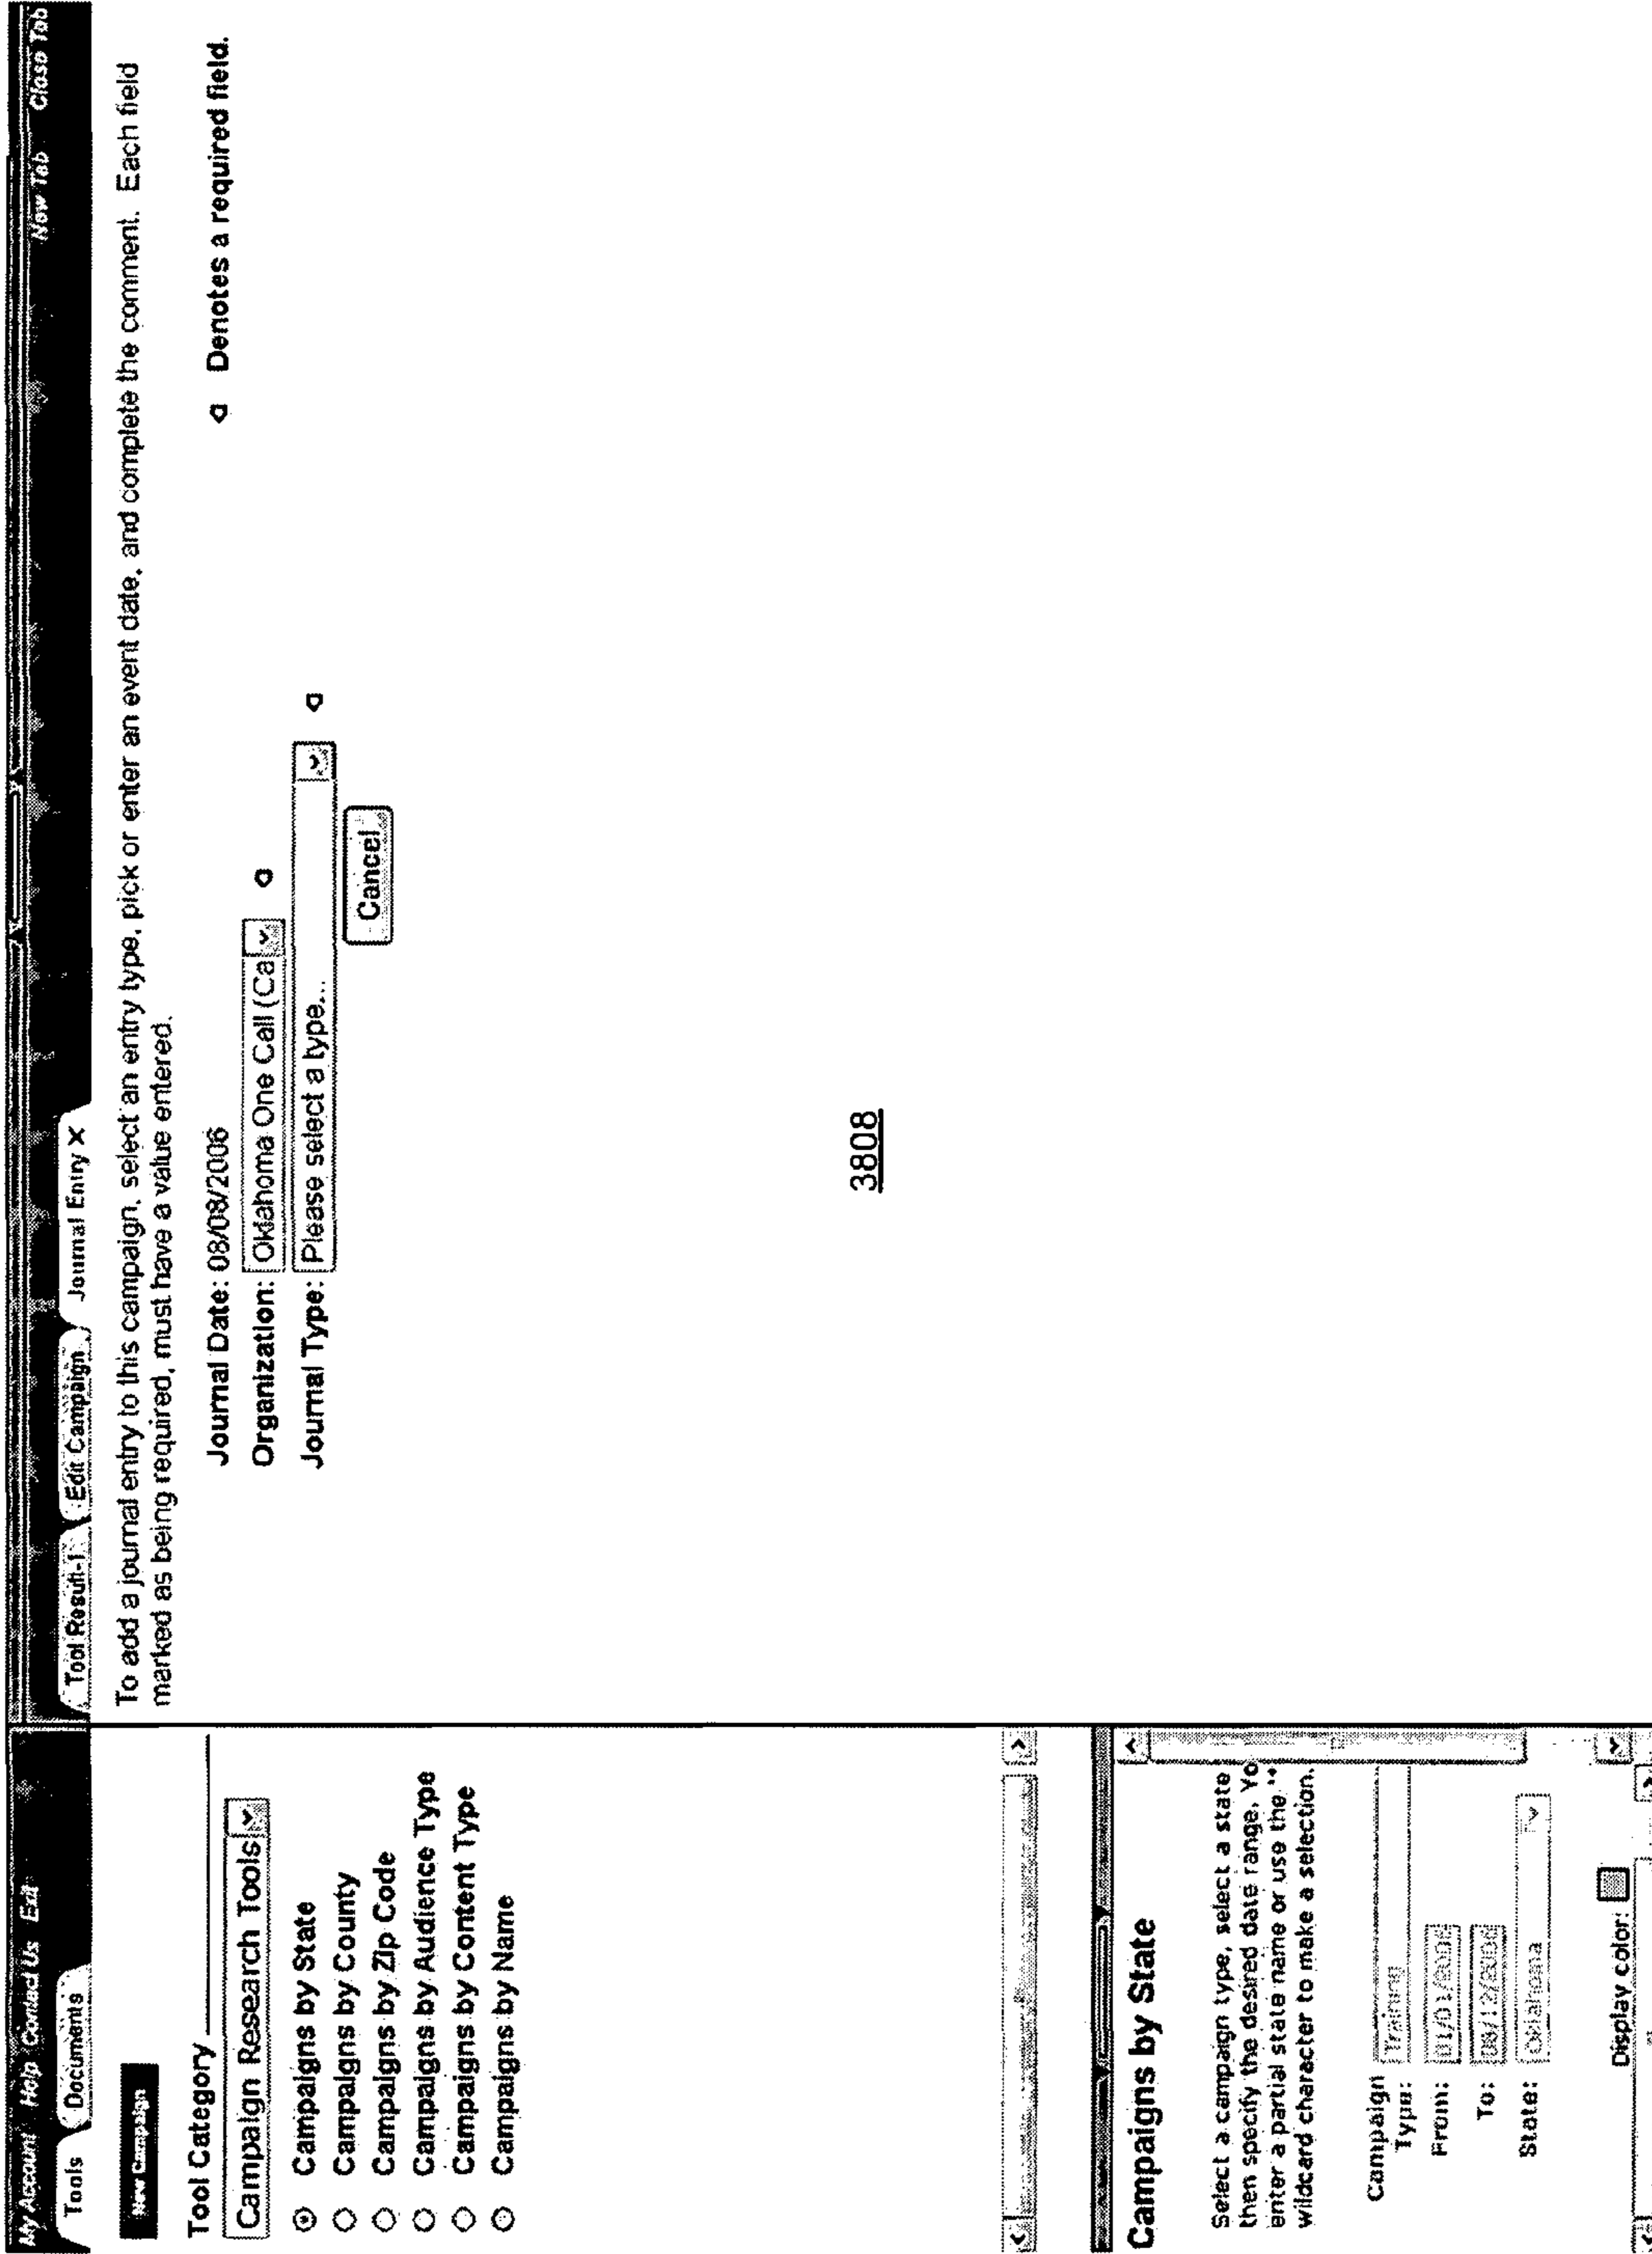 My Account Help Contact Us Exit
Tools Documents
New Campaign
Tool Category
Campaign Research Tools
Campaigns by State
Campaigns by County
Campaigns by Zip Code
Campaigns by Audience Type
Campaigns by Content Type
Campaigns by Name
Campaigns by State
Select a campaign type, select a state
then specify the desired date range. Yo
enter a partial state name or use the '*'
wildcard character to make a selection.
Campaign
Type: Training
From: 01/01/200
To:
State: Oklahoma
Display color:
New Tab Close Tab
Tool Result-1 Edit Campaign Journal Entry X
To add a journal entry to this campaign, select an entry type, pick or enter an event date, and complete the comment. Each field
marked as being required, must have a value entered.
Denotes a required field.
Journal Date: 08/08/2006
Organization: Oklahoma One Call (Ca
Journal Type: Please select a type...
Cancel
3808